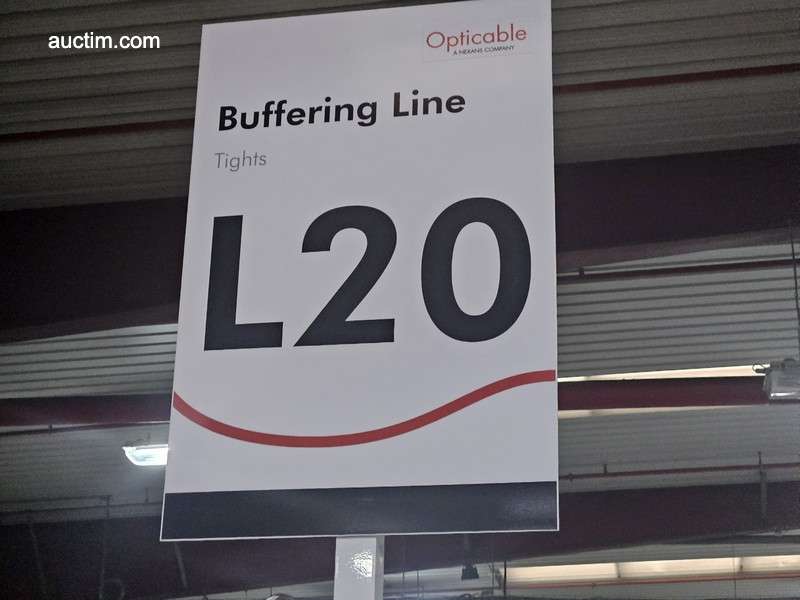 auctim.com
Opticable
A NEXANS COMPANY
Buffering Line
Tights
L20